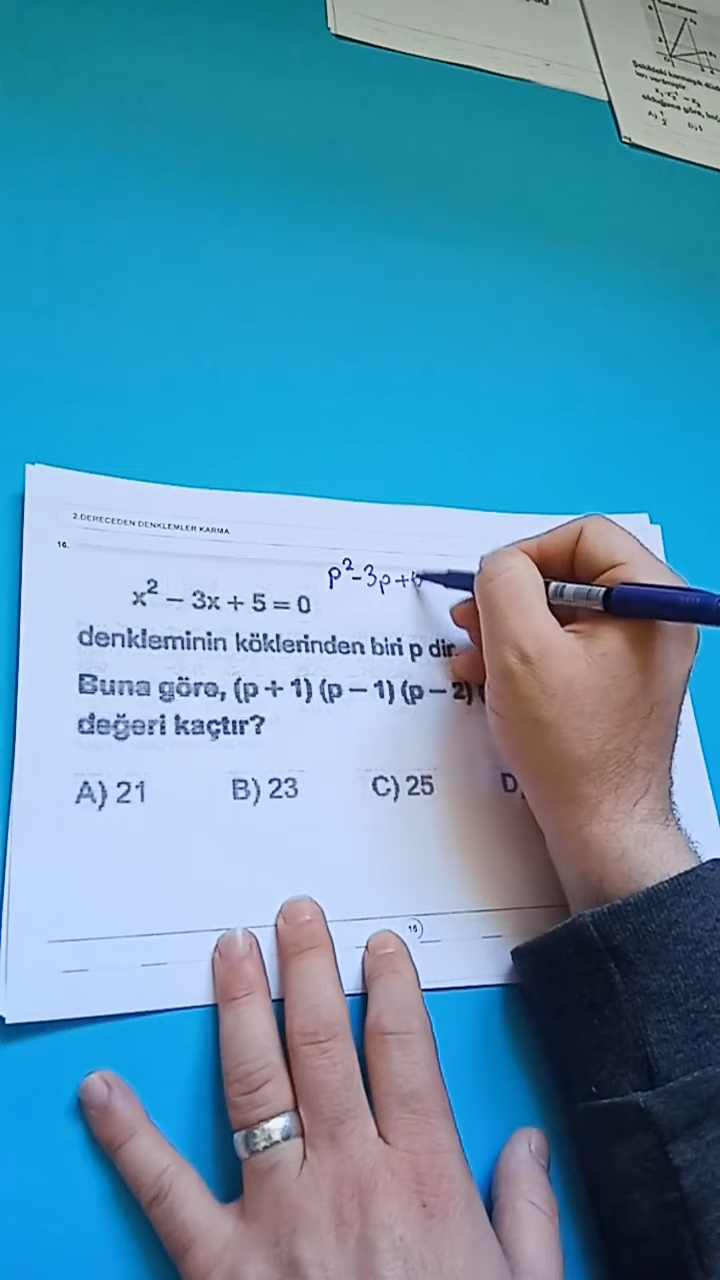 2.DERECEDEN DENKLEMLER KARMA
16.
x² − 3x + 5 = 0
p²-3p+
denkleminin köklerinden biri p dir.
Buna göre, (p + 1) (p − 1) (p − 2)
değeri kaçtır?
A) 21 B) 23 C) 25 D)
16